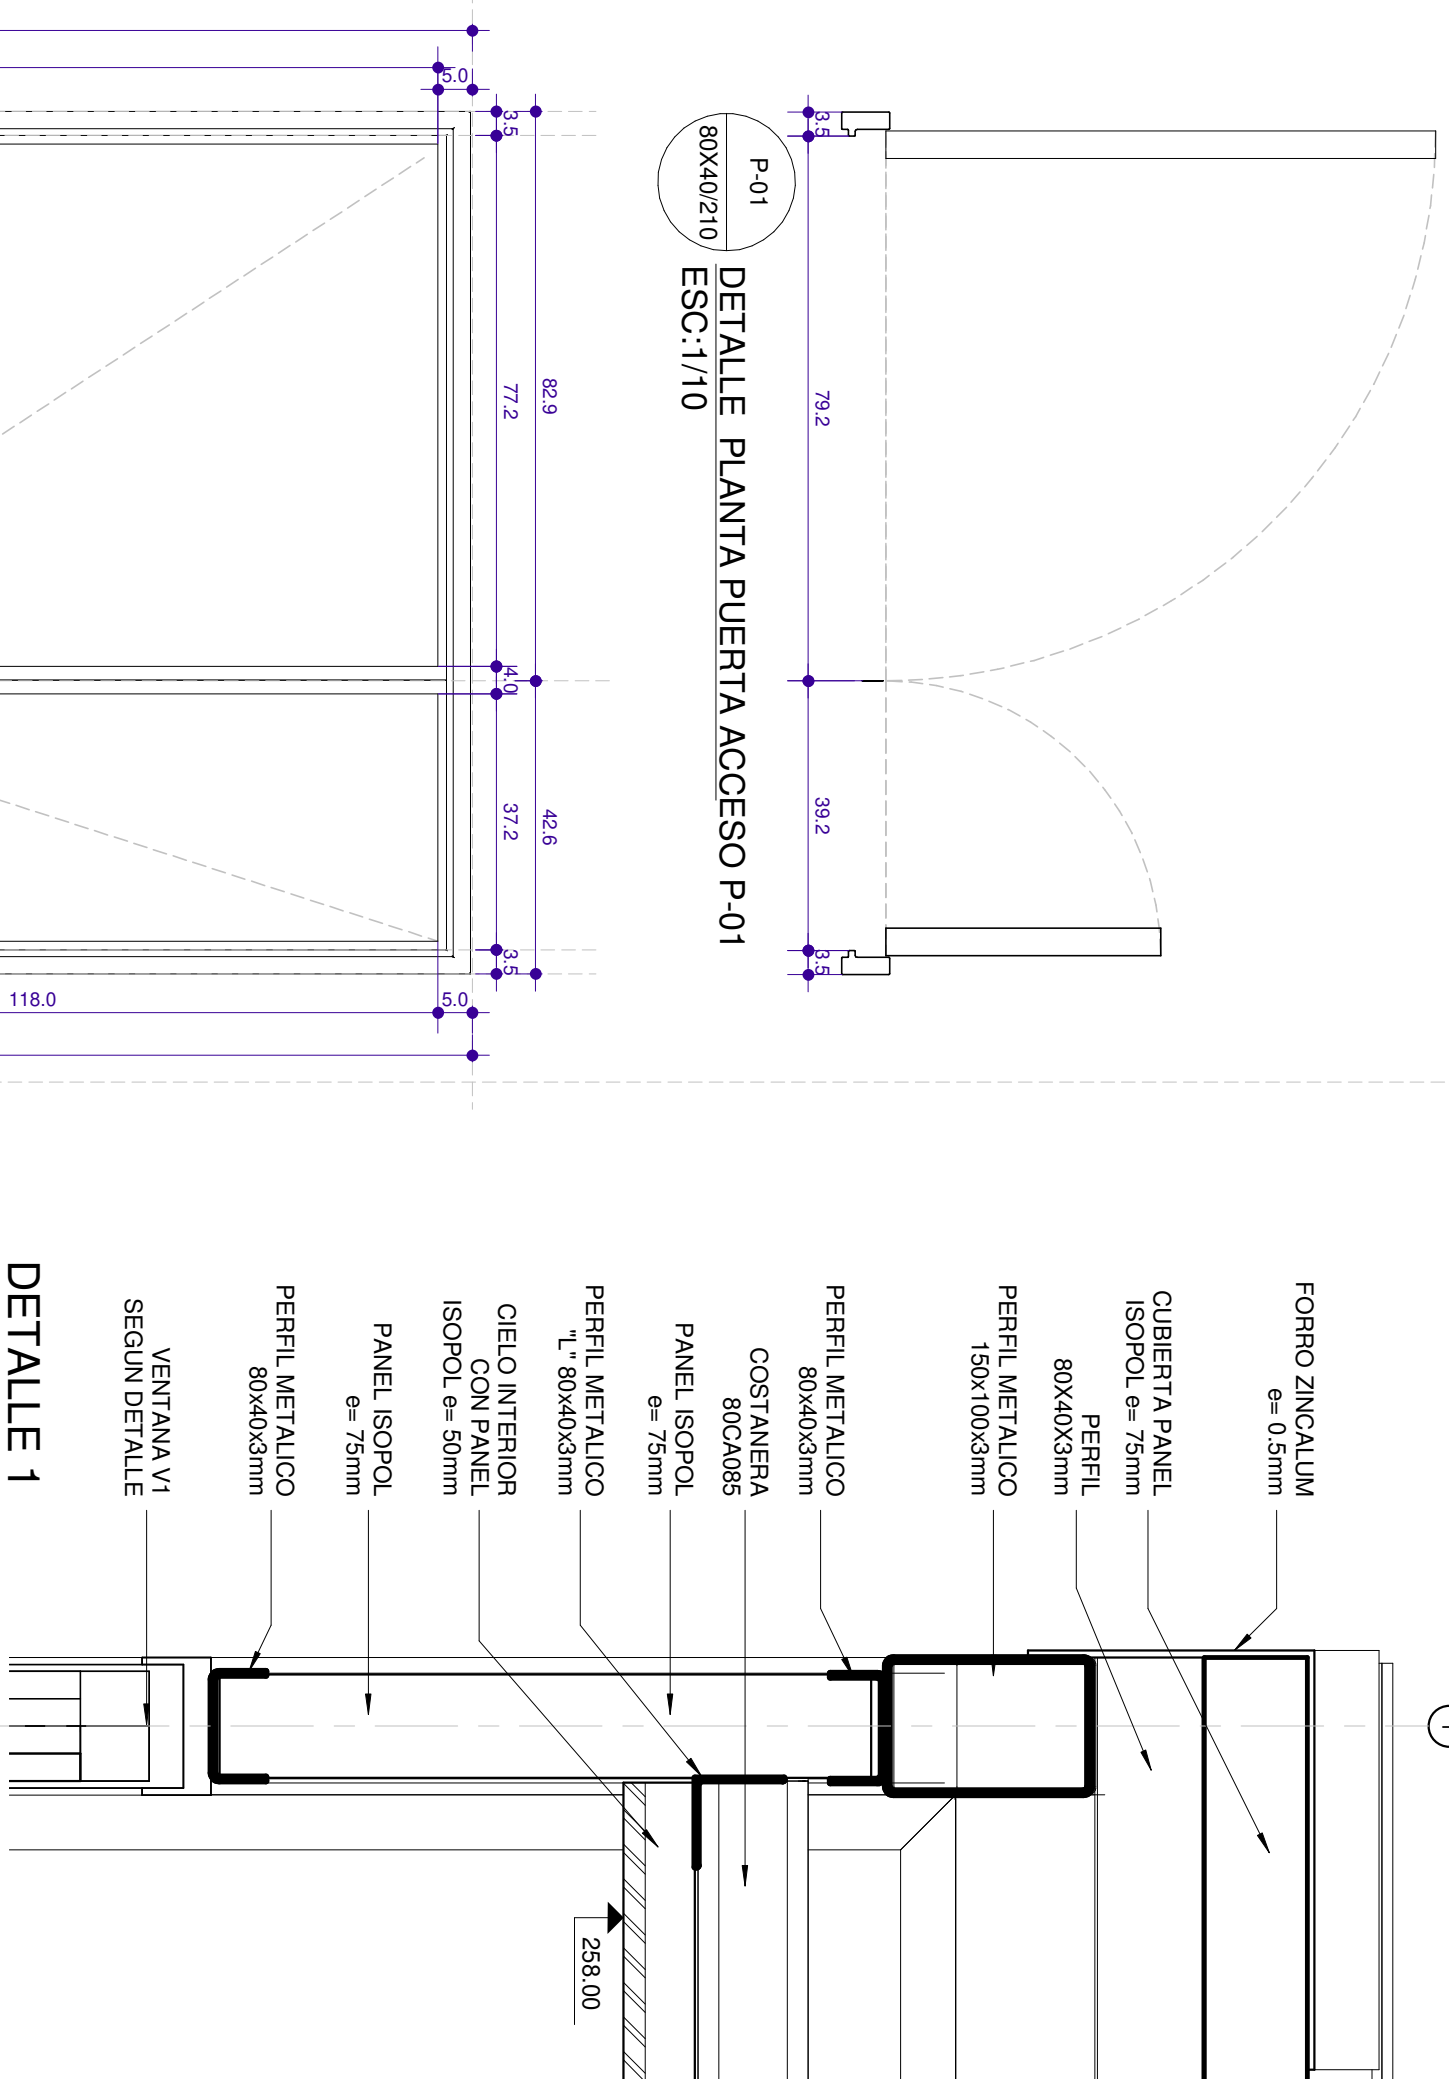 3.5
79.2
39.2
3.5
P-01
80X40/210
DETALLE PLANTA PUERTA ACCESO P-01
ESC:1/10
82.9
42.6
3.5
77.2
4.0
37.2
3.5
5.0
5.0
118.0
FORRO ZINCALUM
e= 0.5mm
CUBIERTA PANEL
ISOPOL e= 75mm
PERFIL
80X40X3mm
PERFIL METALICO
150x100x3mm
PERFIL METALICO
80x40x3mm
COSTANERA
80CA085
PANEL ISOPOL
e= 75mm
PERFIL METALICO
"L" 80x40x3mm
CIELO INTERIOR
CON PANEL
ISOPOL e= 50mm
PANEL ISOPOL
e= 75mm
PERFIL METALICO
80x40x3mm
VENTANA V1
SEGUN DETALLE
258.00
DETALLE 1